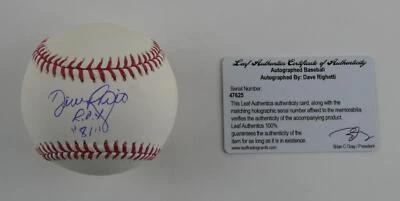 Leaf Authentics Certificate of Authenticity
Autographed Baseball
Autographed By: Dave Righetti
Serial Number:
47625
This Leaf Authentics authenticity card, along with the matching
holographic serial number affixed to the memorabilia
verifies the authenticity of the accompanying product.
Leaf Authentics 100%
guarantees the authenticity of the
item for as long as it is in existence.
Brian C Gray / President
www.leaftradingcards.com